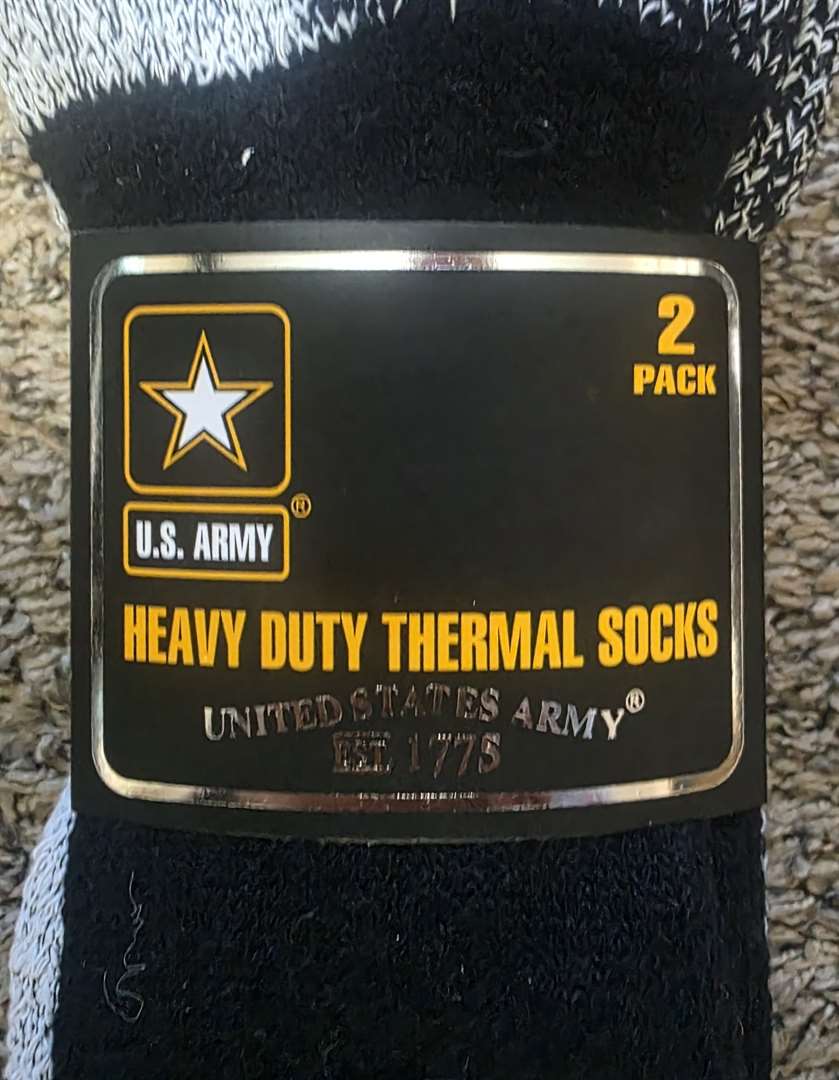 2
PACK
U.S. ARMY®
HEAVY DUTY THERMAL SOCKS
UNITED STATES ARMY®
EST. 1775